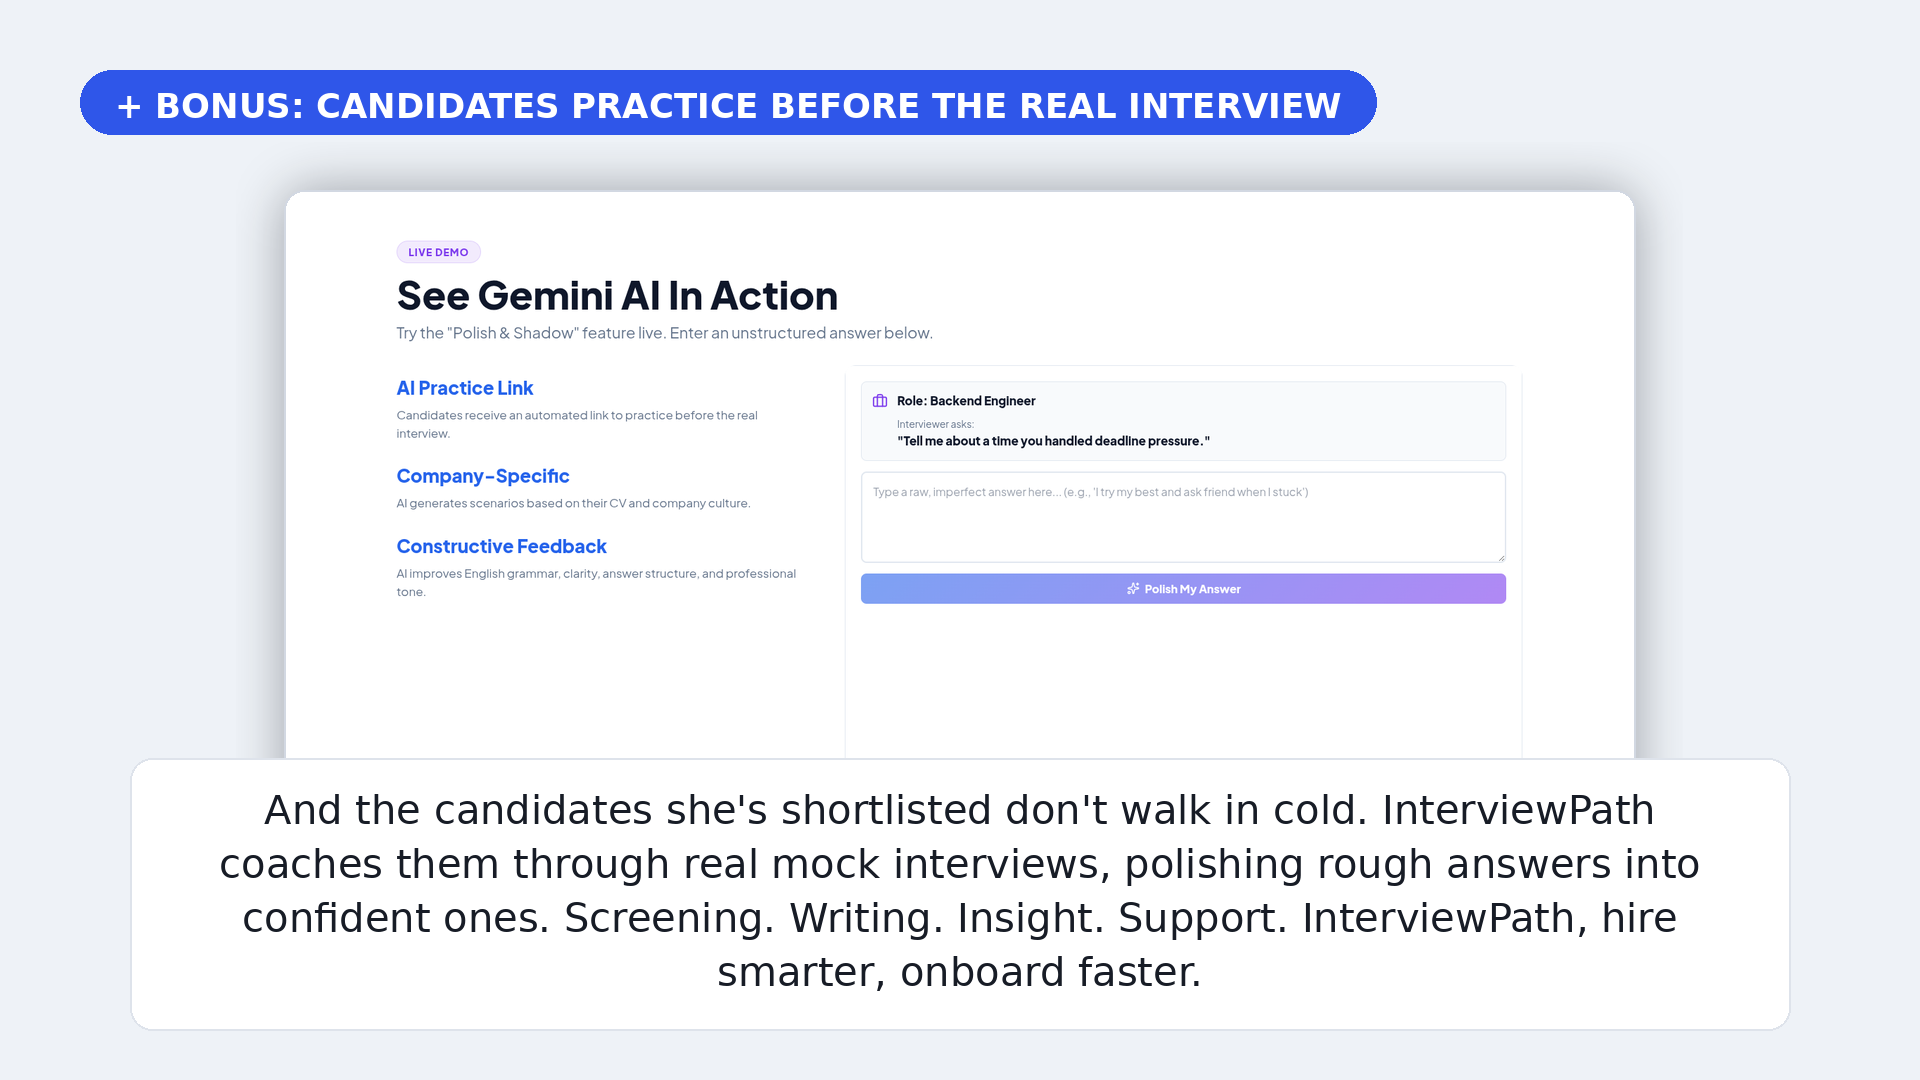 + BONUS: CANDIDATES PRACTICE BEFORE THE REAL INTERVIEW
LIVE DEMO
See Gemini AI In Action
Try the "Polish & Shadow" feature live. Enter an unstructured answer below.
AI Practice Link
Candidates receive an automated link to practice before the real
interview.
Company-Specific
AI generates scenarios based on their CV and company culture.
Constructive Feedback
AI improves English grammar, clarity, answer structure, and professional
tone.
Role: Backend Engineer
Interviewer asks:
"Tell me about a time you handled deadline pressure."
Type a raw, imperfect answer here... (e.g., 'I try my best and ask friend when I stuck')
Polish My Answer
And the candidates she's shortlisted don't walk in cold. InterviewPath
coaches them through real mock interviews, polishing rough answers into
confident ones. Screening. Writing. Insight. Support. InterviewPath, hire
smarter, onboard faster.